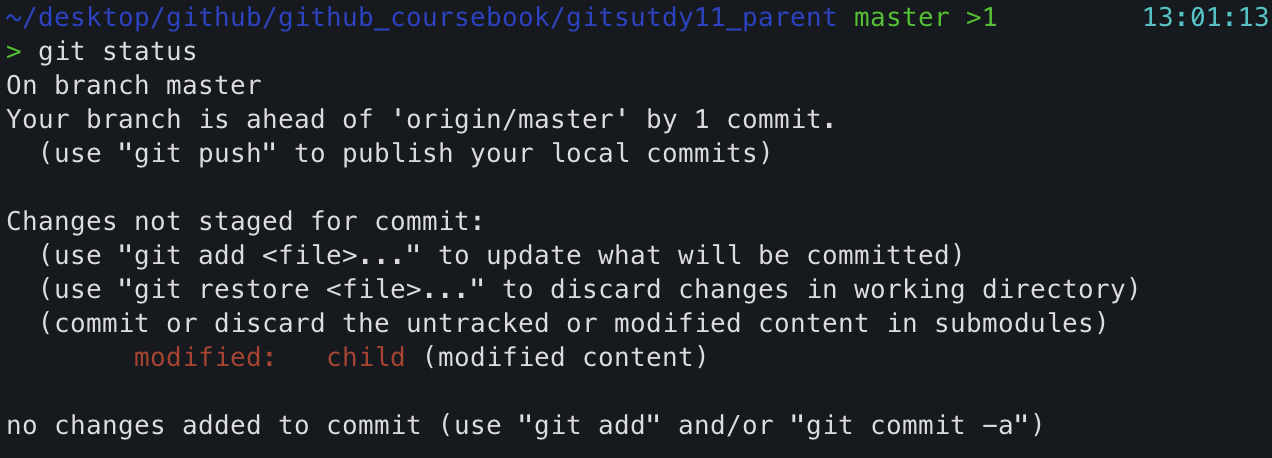 ~/desktop/github/github_coursebook/gitsutdy11_parent master >1 13:01:13
> git status
On branch master
Your branch is ahead of 'origin/master' by 1 commit.
(use "git push" to publish your local commits)
Changes not staged for commit:
(use "git add <file>..." to update what will be committed)
(use "git restore <file>..." to discard changes in working directory)
(commit or discard the untracked or modified content in submodules)
modified: child (modified content)
no changes added to commit (use "git add" and/or "git commit -a")